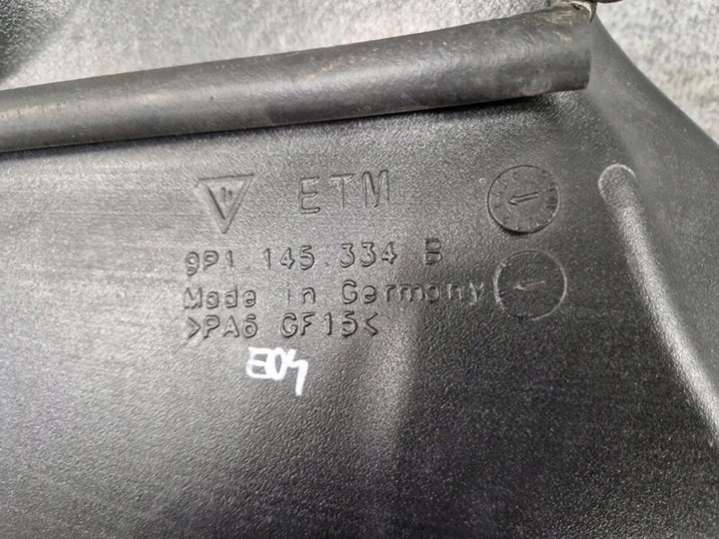 ETM
9P1.145.334 B
Made in Germany
>PA6 GF15<
E04